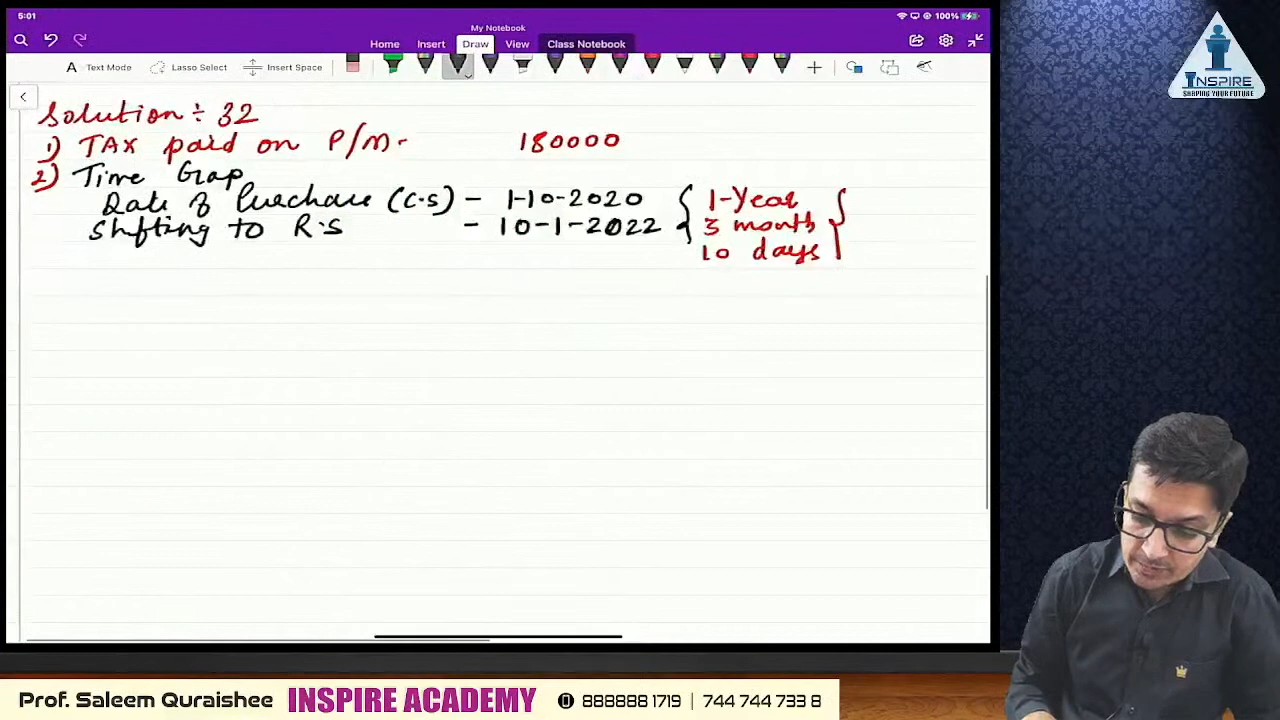 5:01
100%
My Notebook
Home Insert Draw View Class Notebook
Text Mode Lasso Select Insert Space
INSPIRE
SHAPING YOUR FUTURE
Solution ÷ 32
1) TAX paid on P/M - 180000
2) Time Gap
Date of Purchase (C.S) - 1-10-2020 { 1-Year
Shifting to R.S - 10-1-2022 3 month }
10 days
Prof. Saleem Quraishee INSPIRE ACADEMY 888888 1719 | 744 744 733 8